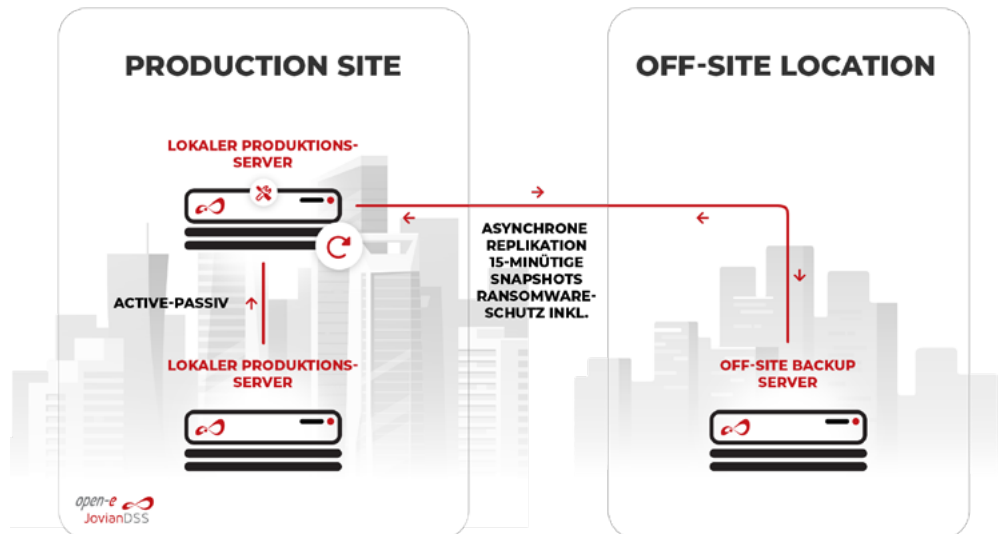 PRODUCTION SITE
OFF-SITE LOCATION
LOKALER PRODUKTIONS-
SERVER
ASYNCHRONE
REPLIKATION
15-MINÜTIGE
SNAPSHOTS
RANSOMWARE-
SCHUTZ INKL.
ACTIVE-PASSIV
LOKALER PRODUKTIONS-
SERVER
OFF-SITE BACKUP
SERVER
open-e
JovianDSS